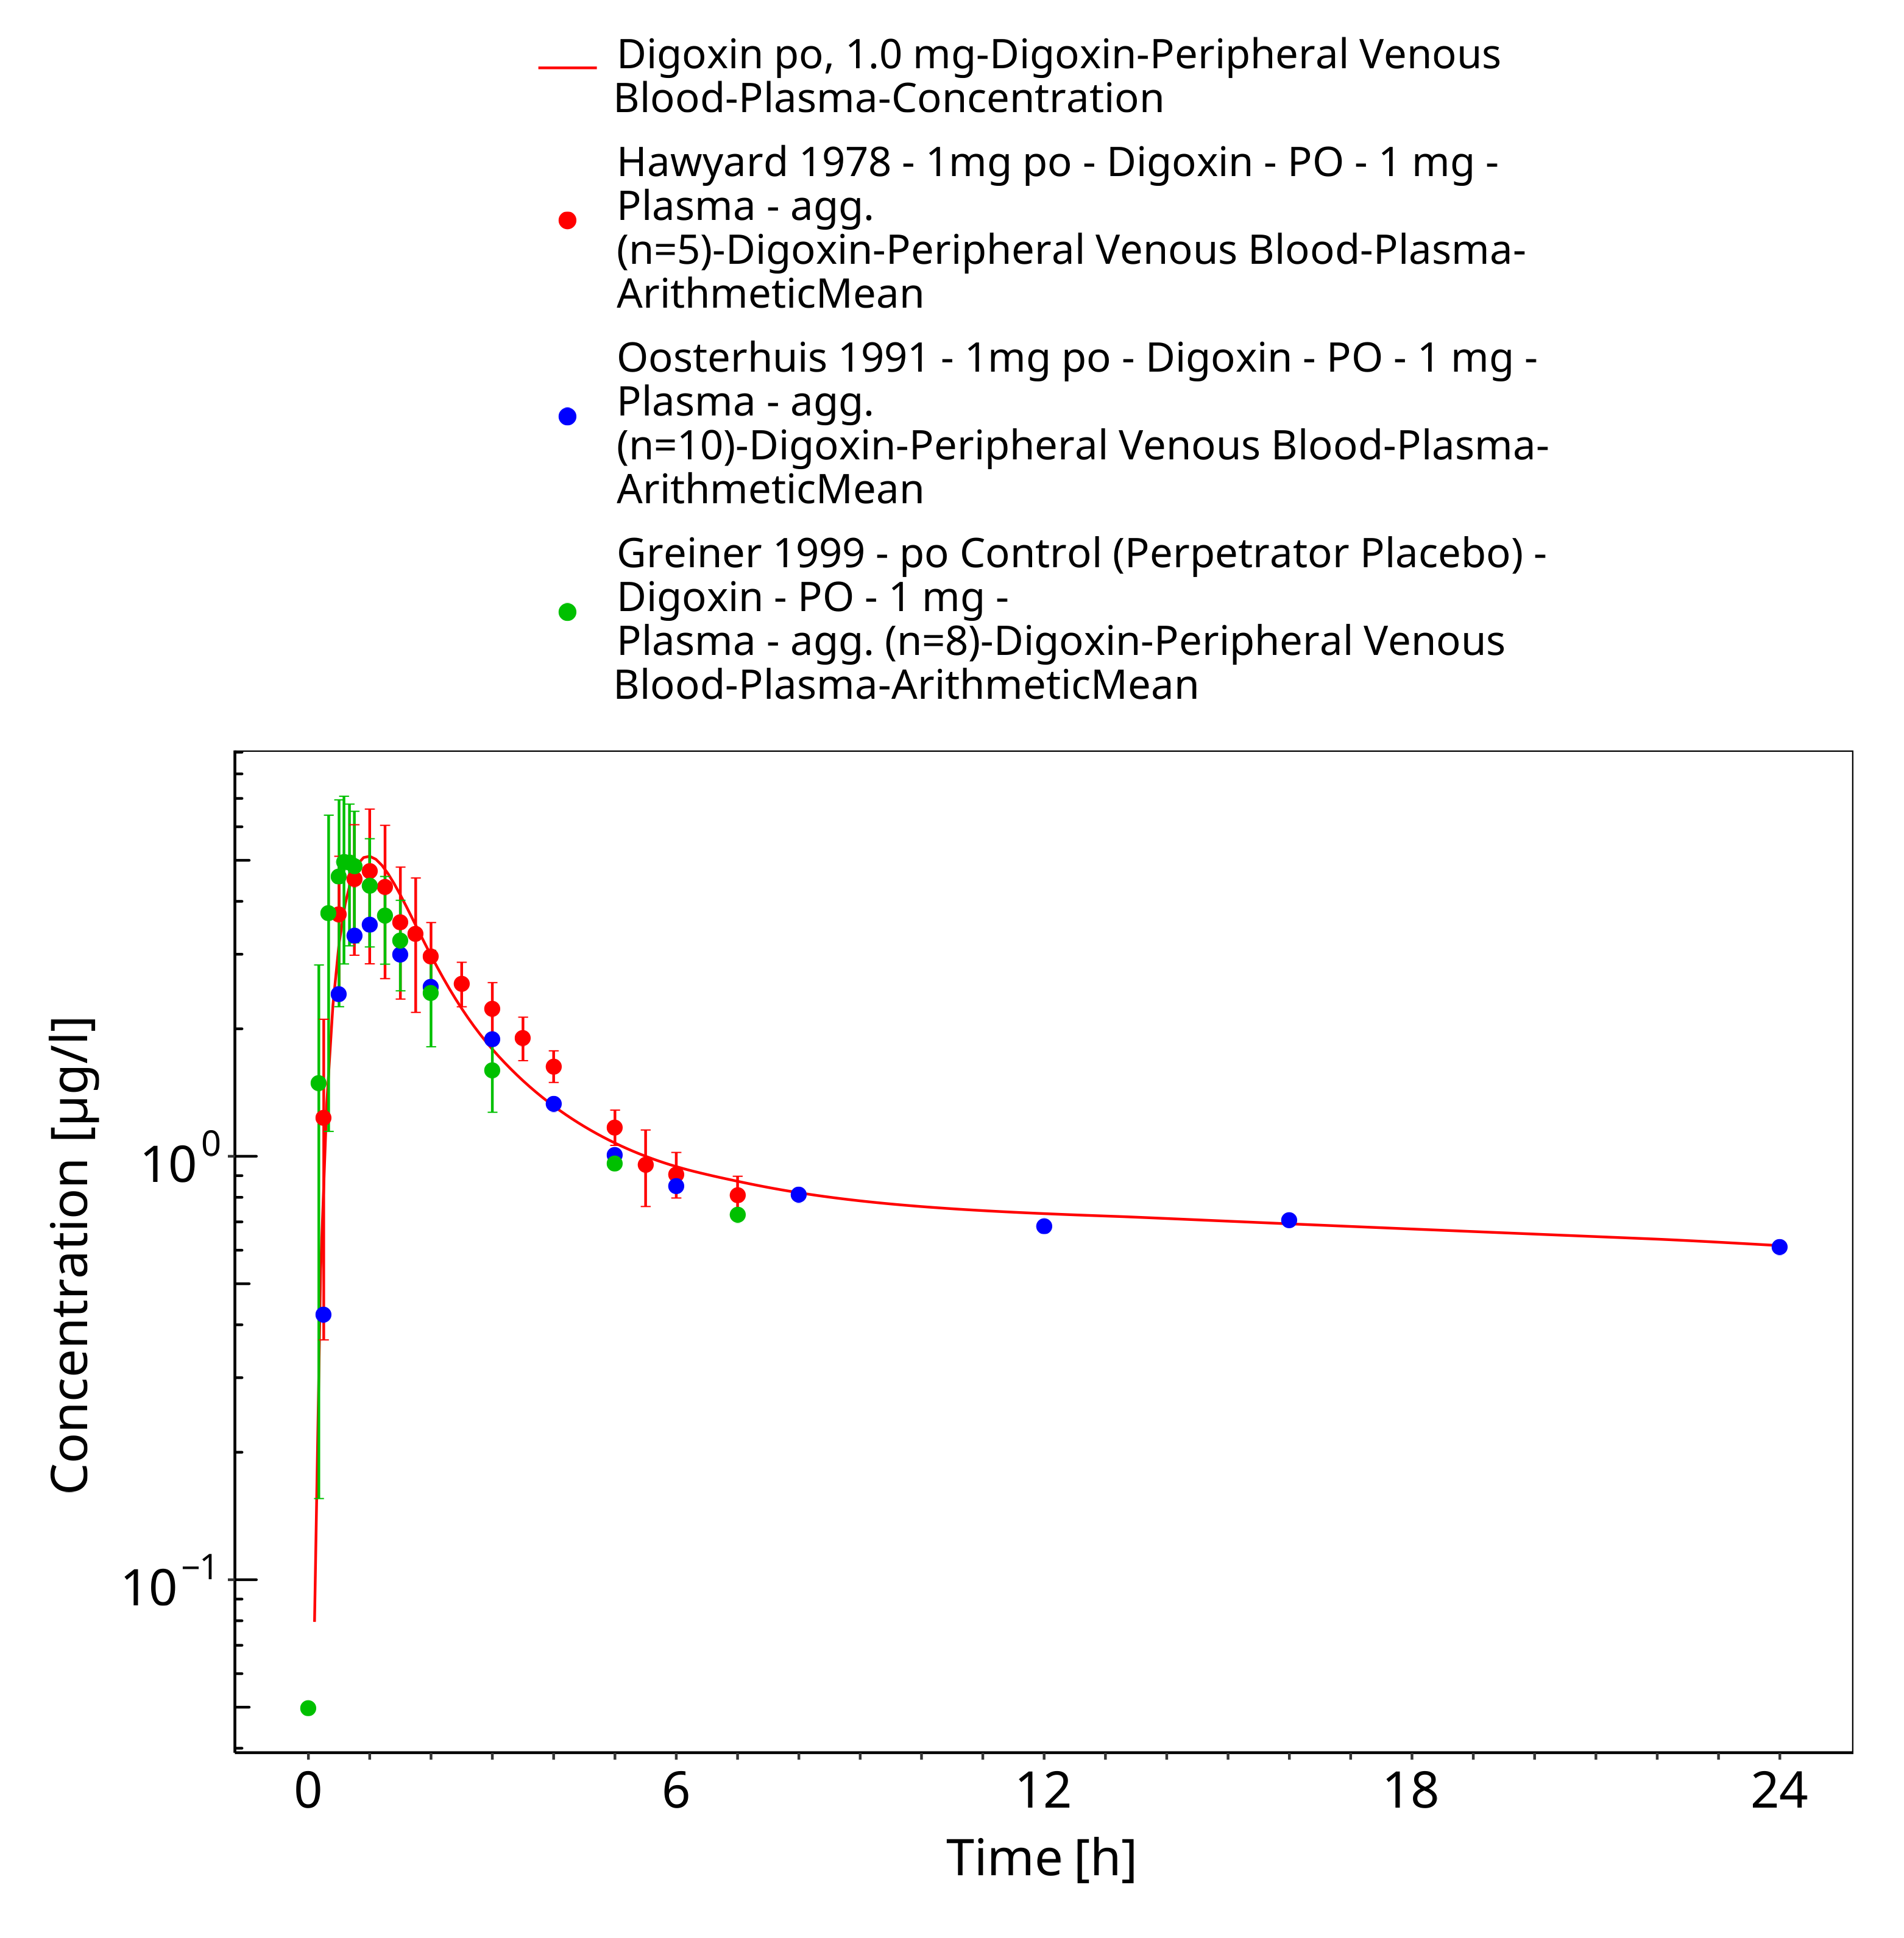 Digoxin po, 1.0 mg-Digoxin-Peripheral Venous
Blood-Plasma-Concentration
Hawyard 1978 - 1mg po - Digoxin - PO - 1 mg -
Plasma - agg.
(n=5)-Digoxin-Peripheral Venous Blood-Plasma-
ArithmeticMean
Oosterhuis 1991 - 1mg po - Digoxin - PO - 1 mg -
Plasma - agg.
(n=10)-Digoxin-Peripheral Venous Blood-Plasma-
ArithmeticMean
Greiner 1999 - po Control (Perpetrator Placebo) -
Digoxin - PO - 1 mg -
Plasma - agg. (n=8)-Digoxin-Peripheral Venous
Blood-Plasma-ArithmeticMean
Concentration [µg/l]
10⁰
10⁻¹
0 6 12 18 24
Time [h]